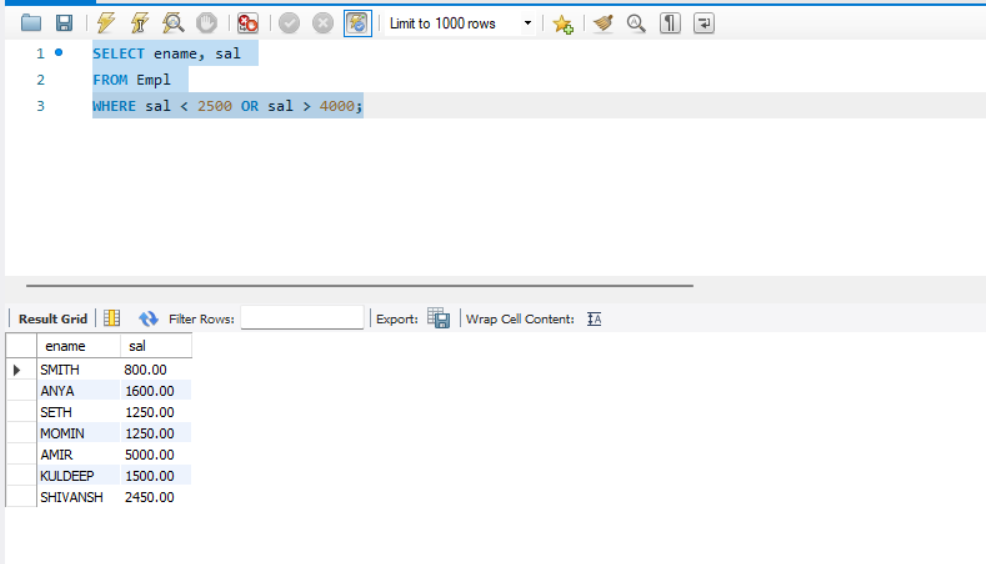 Limit to 1000 rows
1 SELECT ename, sal
2 FROM Empl
3 WHERE sal < 2500 OR sal > 4000;
Result Grid Filter Rows: Export: Wrap Cell Content: IA
ename sal
SMITH 800.00
ANYA 1600.00
SETH 1250.00
MOMIN 1250.00
AMIR 5000.00
KULDEEP 1500.00
SHIVANSH 2450.00